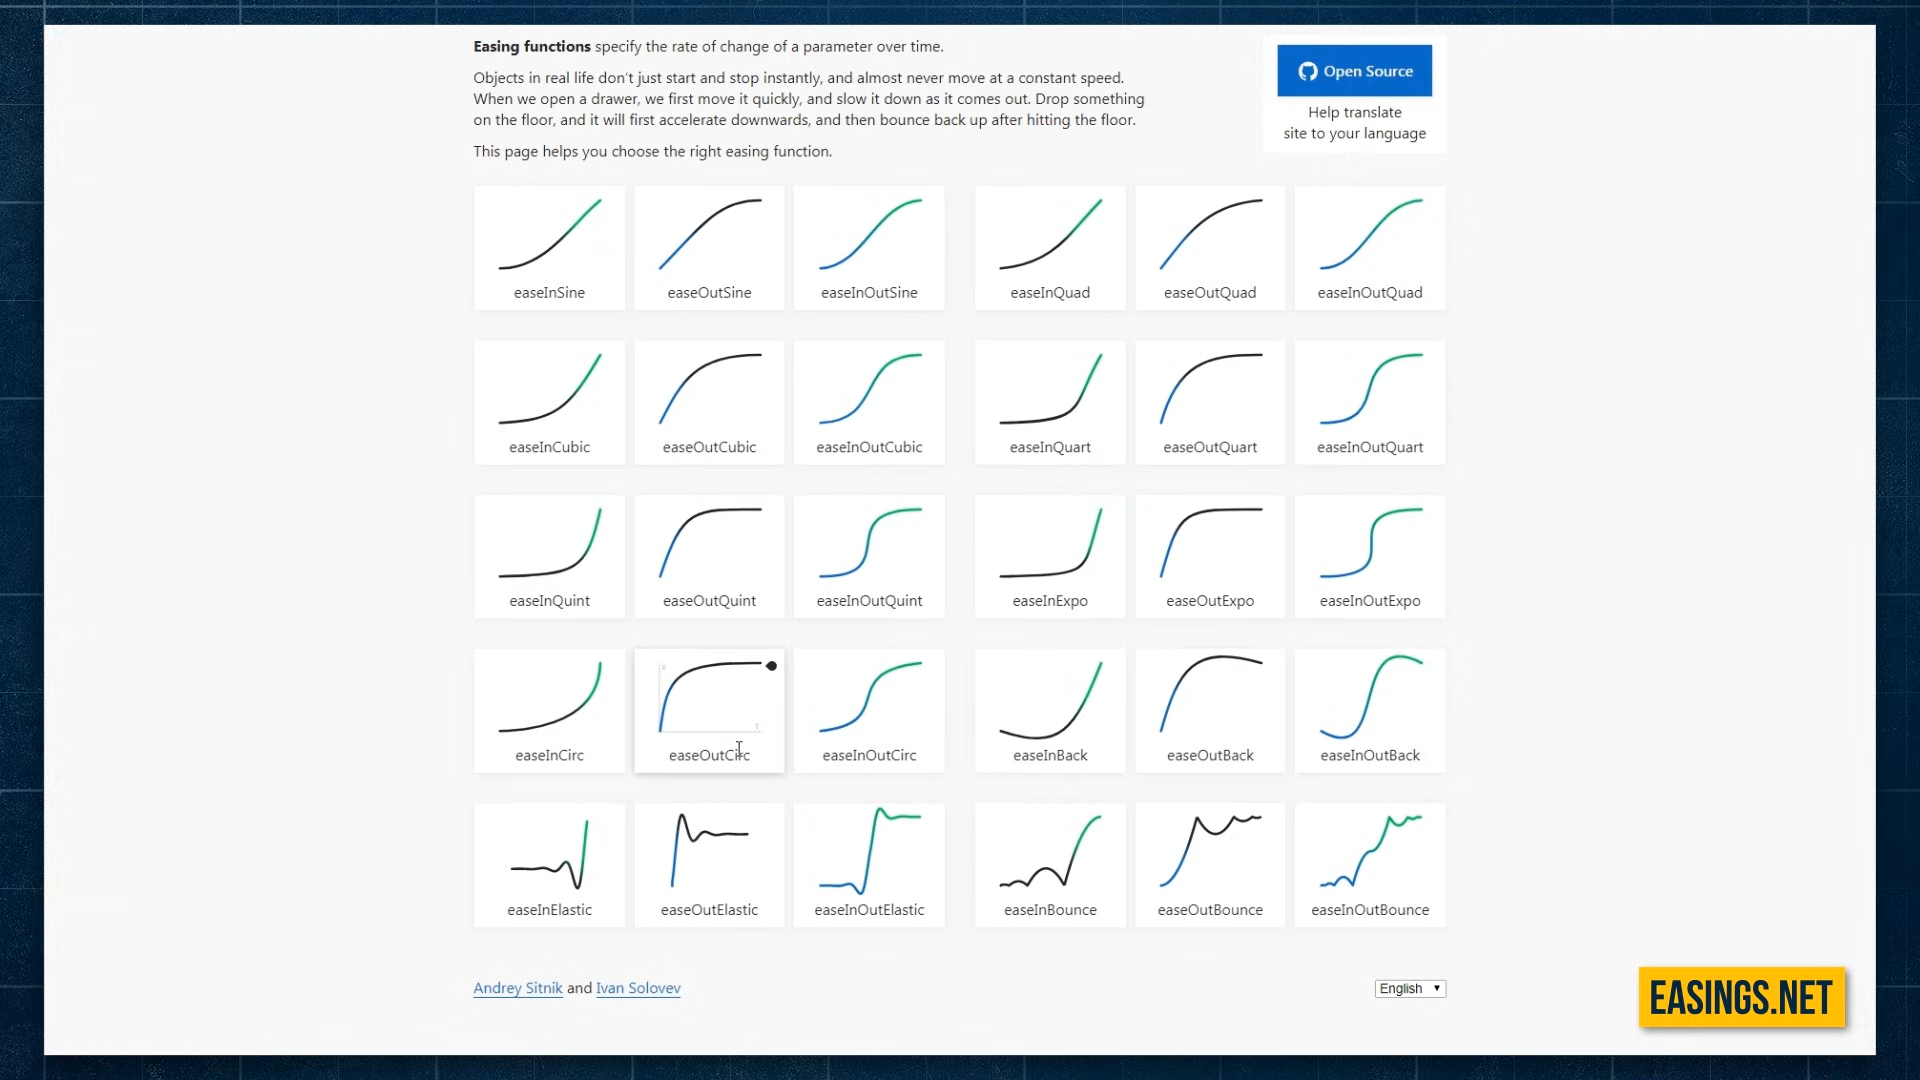 Easing functions specify the rate of change of a parameter over time.
Objects in real life don’t just start and stop instantly, and almost never move at a constant speed.
When we open a drawer, we first move it quickly, and slow it down as it comes out. Drop something
on the floor, and it will first accelerate downwards, and then bounce back up after hitting the floor.
This page helps you choose the right easing function.
Open Source
Help translate
site to your language
easeInSine easeOutSine easeInOutSine easeInQuad easeOutQuad easeInOutQuad
easeInCubic easeOutCubic easeInOutCubic easeInQuart easeOutQuart easeInOutQuart
easeInQuint easeOutQuint easeInOutQuint easeInExpo easeOutExpo easeInOutExpo
x
t
easeInCirc easeOutCirc easeInOutCirc easeInBack easeOutBack easeInOutBack
easeInElastic easeOutElastic easeInOutElastic easeInBounce easeOutBounce easeInOutBounce
Andrey Sitnik and Ivan Solovev
English
EASINGS.NET